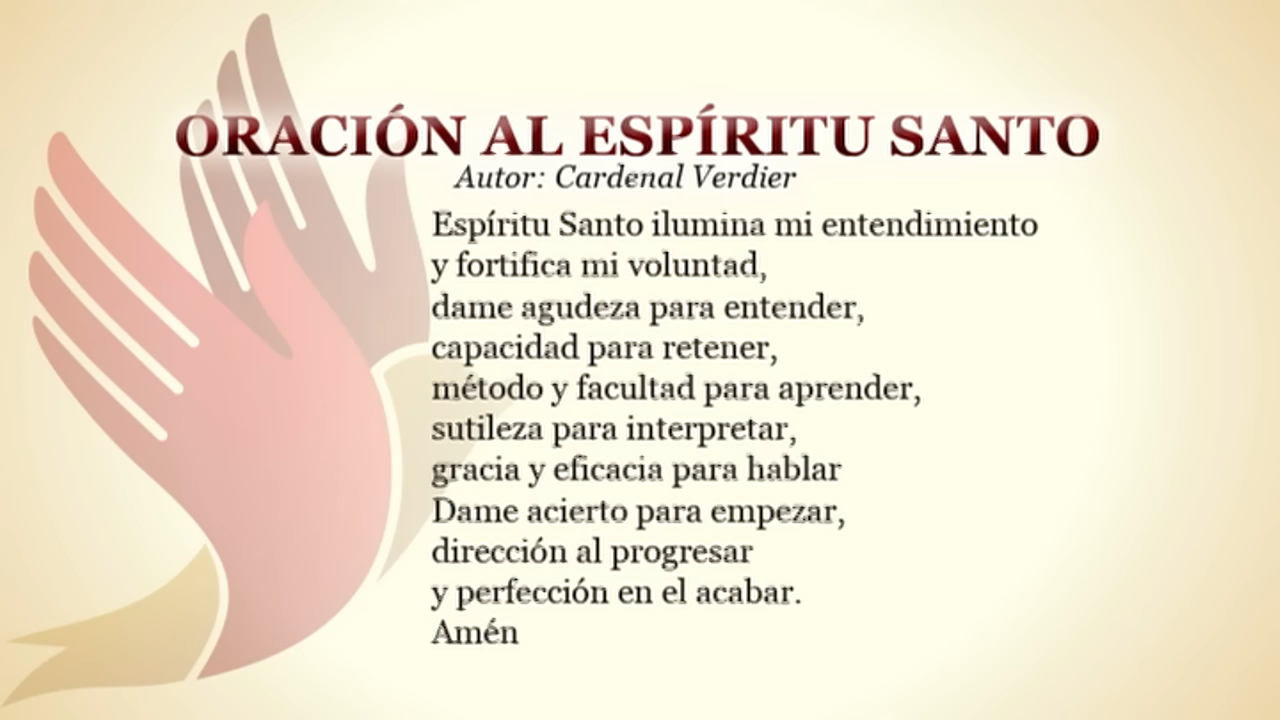 ORACIÓN AL ESPÍRITU SANTO
Autor: Cardenal Verdier
Espíritu Santo ilumina mi entendimiento
y fortifica mi voluntad,
dame agudeza para entender,
capacidad para retener,
método y facultad para aprender,
sutileza para interpretar,
gracia y eficacia para hablar
Dame acierto para empezar,
dirección al progresar
y perfección en el acabar.
Amén